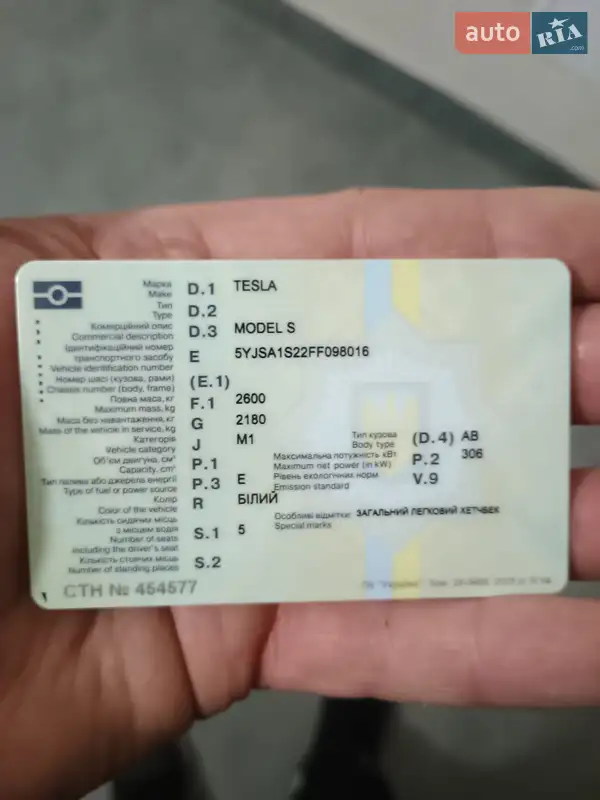 auto RIA .com
Марка D.1 TESLA
Make
Тип D.2
Type
Комерційний опис D.3 MODEL S
Commercial description
Ідентифікаційний номер
транспортного засобу E 5YJSA1S22FF098016
Vehicle identification number
Номер шасі (кузова, рами) (E.1)
Chassis number (body, frame)
Повна маса, кг F.1 2600
Maximum mass, kg
Маса без навантаження, кг G 2180
Mass of the vehicle in service, kg
Категорія J M1 Тип кузова (D.4) AB
Vehicle category Body type
Об'єм двигуна, см³ P.1 Максимальна потужність кВт P.2 306
Capacity, cm³ Maximum net power (in kW)
Тип палива або джерела енергії P.3 E Рівень екологічних норм V.9
Type of fuel or power source Emission standard
Колір R БІЛИЙ
Color of the vehicle
Кількість сидячих місць Особливі відмітки ЗАГАЛЬНИЙ ЛЕГКОВИЙ ХЕТЧБЕК
з місцем водія S.1 5 Special marks
Number of seats
including the driver's seat
Кількість стоячих місць S.2
Number of standing places
СТН № 454577